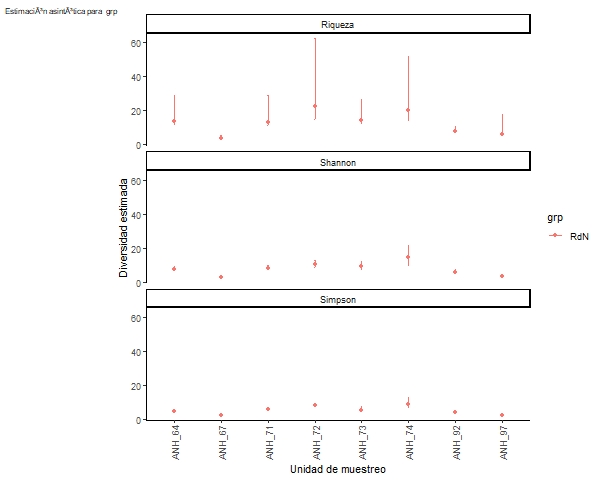 EstimaciÃ³n asintÃ³tica para grp
Riqueza
60
40
20
0
Shannon
60
40
20
0
Simpson
60
40
20
0
Diversidad estimada
ANH_64
ANH_67
ANH_71
ANH_72
ANH_73
ANH_74
ANH_92
ANH_97
Unidad de muestreo
grp
RdN